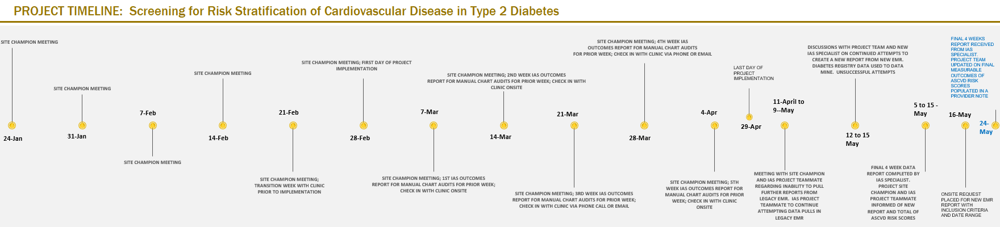 PROJECT TIMELINE: Screening for Risk Stratification of Cardiovascular Disease in Type 2 Diabetes
SITE CHAMPION MEETING
24-Jan
SITE CHAMPION MEETING
31-Jan
7-Feb
SITE CHAMPION MEETING
SITE CHAMPION MEETING
14-Feb
21-Feb
SITE CHAMPION MEETING;
TRANSITION WEEK WITH CLINIC
PRIOR TO IMPLEMENTATION
SITE CHAMPION MEETING; FIRST DAY OF PROJECT
IMPLEMENTATION
28-Feb
7-Mar
SITE CHAMPION MEETING; 1ST IAS OUTCOMES
REPORT FOR MANUAL CHART AUDITS FOR PRIOR WEEK;
CHECK IN WITH CLINIC ONSITE
SITE CHAMPION MEETING; 2ND WEEK IAS OUTCOMES
REPORT FOR MANUAL CHART AUDITS FOR PRIOR WEEK; CHECK IN WITH
CLINIC ONSITE
14-Mar
21-Mar
SITE CHAMPION MEETING; 3RD WEEK IAS OUTCOMES
REPORT FOR MANUAL CHART AUDITS FOR PRIOR WEEK;
CHECK IN WITH CLINIC VIA PHONE CALL OR EMAIL
SITE CHAMPION MEETING; 4TH WEEK IAS
OUTCOMES REPORT FOR MANUAL CHART AUDITS
FOR PRIOR WEEK; CHECK IN WITH CLINIC VIA PHONE OR EMAIL
28-Mar
4-Apr
SITE CHAMPION MEETING; 5TH
WEEK IAS OUTCOMES REPORT FOR
MANUAL CHART AUDITS FOR PRIOR
WEEK; CHECK IN WITH CLINIC
ONSITE
LAST DAY OF
PROJECT
IMPLEMENTATION
29-Apr
11-April to
9--May
MEETING WITH SITE CHAMPION
AND IAS PROJECT TEAMMATE
REGARDING INABILITY TO PULL
FURTHER REPORTS FROM
LEGACY EMR. IAS PROJECT
TEAMMATE TO CONTINUE
ATTEMPTING DATA PULLS IN
LEGACY EMR
DISCUSSIONS WITH PROJECT TEAM AND NEW
IAS SPECIALIST ON CONTINUED ATTEMPTS TO
CREATE A NEW REPORT FROM NEW EMR.
DIABETES REGISTRY DATA USED TO DATA
MINE. UNSUCCESSFUL ATTEMPTS
12 to 15
May
5 to 15 -
May
FINAL 4 WEEK DATA
REPORT COMPLETED BY
IAS SPECIALIST.
PROJECT SITE
CHAMPION AND IAS
PROJECT TEAMMATE
INFORMED OF NEW
REPORT AND TOTAL OF
ASCVD RISK SCORES
16-May
ONSITE REQUEST
PLACED FOR NEW EMR
REPORT WITH
INCLUSION CRITERIA
AND DATE RANGE
FINAL 4 WEEKS
REPORT RECEIVED
FROM IAS
SPECIALIST.
PROJECT TEAM
UPDATED ON FINAL
MEASURABLE
OUTCOMES OF
ASCVD RISK
SCORES
POPULATED IN A
PROVIDER NOTE
24-
May